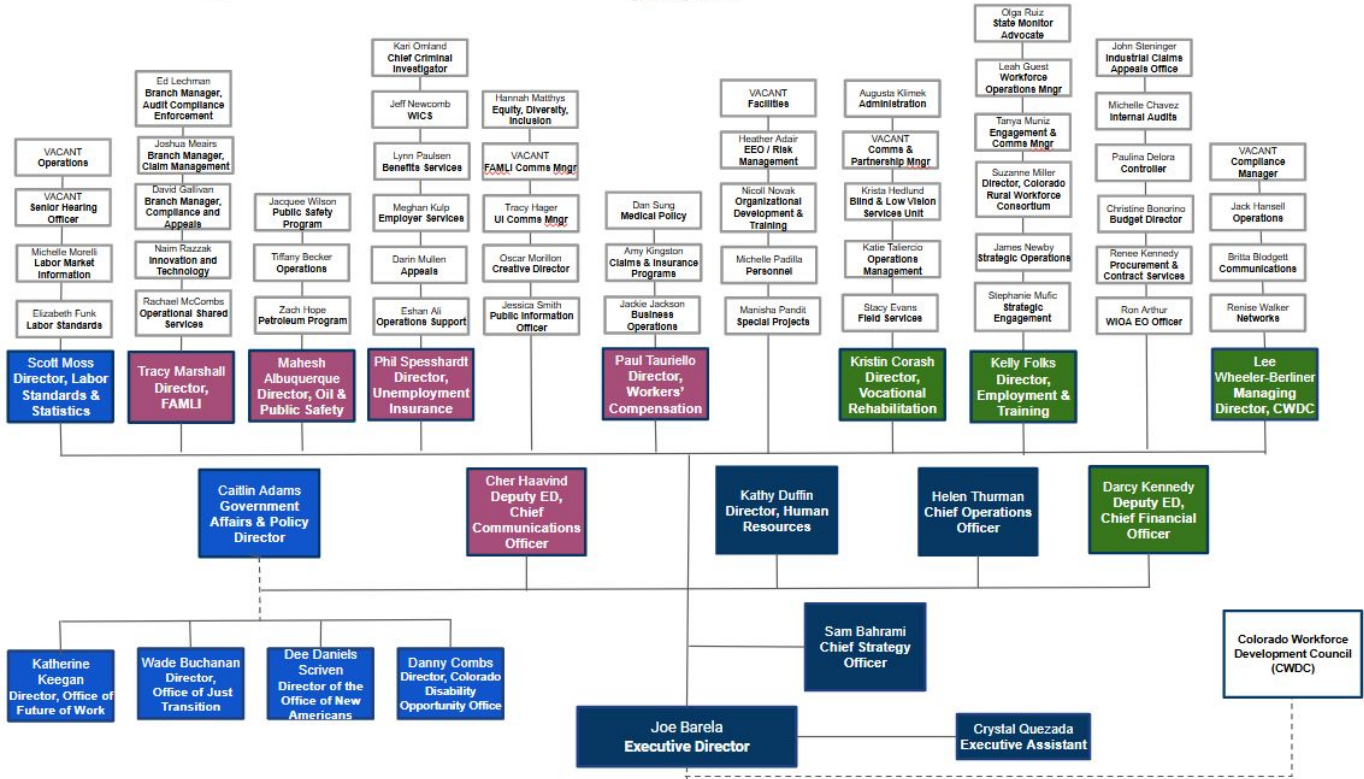 VACANT
Operations
VACANT
Senior Hearing
Officer
Michelle Morelli
Labor Market
Information
Elizabeth Funk
Labor Standards
Scott Moss
Director, Labor
Standards &
Statistics
Ed Lechman
Branch Manager,
Audit Compliance
Enforcement
Joshua Meairs
Branch Manager,
Claim Management
David Gallivan
Branch Manager,
Compliance and
Appeals
Naim Razzak
Innovation and
Technology
Rachael McCombs
Operational Shared
Services
Tracy Marshall
Director,
FAMLI
Jacquee Wilson
Public Safety
Program
Tiffany Becker
Operations
Zach Hope
Petroleum Program
Mahesh
Albuquerque
Director, Oil &
Public Safety
Kari Omland
Chief Criminal
Investigator
Jeff Newcomb
WICS
Lynn Paulsen
Benefits Services
Meghan Kulp
Employer Services
Darin Mullen
Appeals
Eshan Ali
Operations Support
Phil Spesshardt
Director,
Unemployment
Insurance
Hannah Matthys
Equity, Diversity,
Inclusion
VACANT
FAMLI Comms Mngr
Tracy Hager
UI Comms Mngr
Oscar Morillon
Creative Director
Jessica Smith
Public Information
Officer
Dan Sung
Medical Policy
Amy Kingston
Claims & Insurance
Programs
Jackie Jackson
Business
Operations
Paul Tauriello
Director,
Workers'
Compensation
VACANT
Facilities
Heather Adair
EEO / Risk
Management
Nicoll Novak
Organizational
Development &
Training
Michelle Padilla
Personnel
Manisha Pandit
Special Projects
Augusta Klimek
Administration
VACANT
Comms &
Partnership Mngr
Krista Hedlund
Blind & Low Vision
Services Unit
Katie Taliercio
Operations
Management
Stacy Evans
Field Services
Kristin Corash
Director,
Vocational
Rehabilitation
Olga Ruiz
State Monitor
Advocate
Leah Guest
Workforce
Operations Mngr
Tanya Muniz
Engagement &
Comms Mngr
Suzanne Miller
Director, Colorado
Rural Workforce
Consortium
James Newby
Strategic Operations
Stephanie Mufic
Strategic
Engagement
Kelly Folks
Director,
Employment &
Training
John Steninger
Industrial Claims
Appeals Office
Michelle Chavez
Internal Audits
Paulina Delora
Controller
Christine Bonorino
Budget Director
Renee Kennedy
Procurement &
Contract Services
Ron Arthur
WIOA EO Officer
VACANT
Compliance
Manager
Jack Hansell
Operations
Britta Blodgett
Communications
Renise Walker
Networks
Lee
Wheeler-Berliner
Managing
Director, CWDC
Caitlin Adams
Government
Affairs & Policy
Director
Cher Haavind
Deputy ED,
Chief
Communications
Officer
Kathy Duffin
Director, Human
Resources
Helen Thurman
Chief Operations
Officer
Darcy Kennedy
Deputy ED,
Chief Financial
Officer
Katherine
Keegan
Director, Office of
Future of Work
Wade Buchanan
Director,
Office of Just
Transition
Dee Daniels
Scriven
Director of the
Office of New
Americans
Danny Combs
Director, Colorado
Disability
Opportunity Office
Sam Bahrami
Chief Strategy
Officer
Colorado Workforce
Development Council
(CWDC)
Joe Barela
Executive Director
Crystal Quezada
Executive Assistant